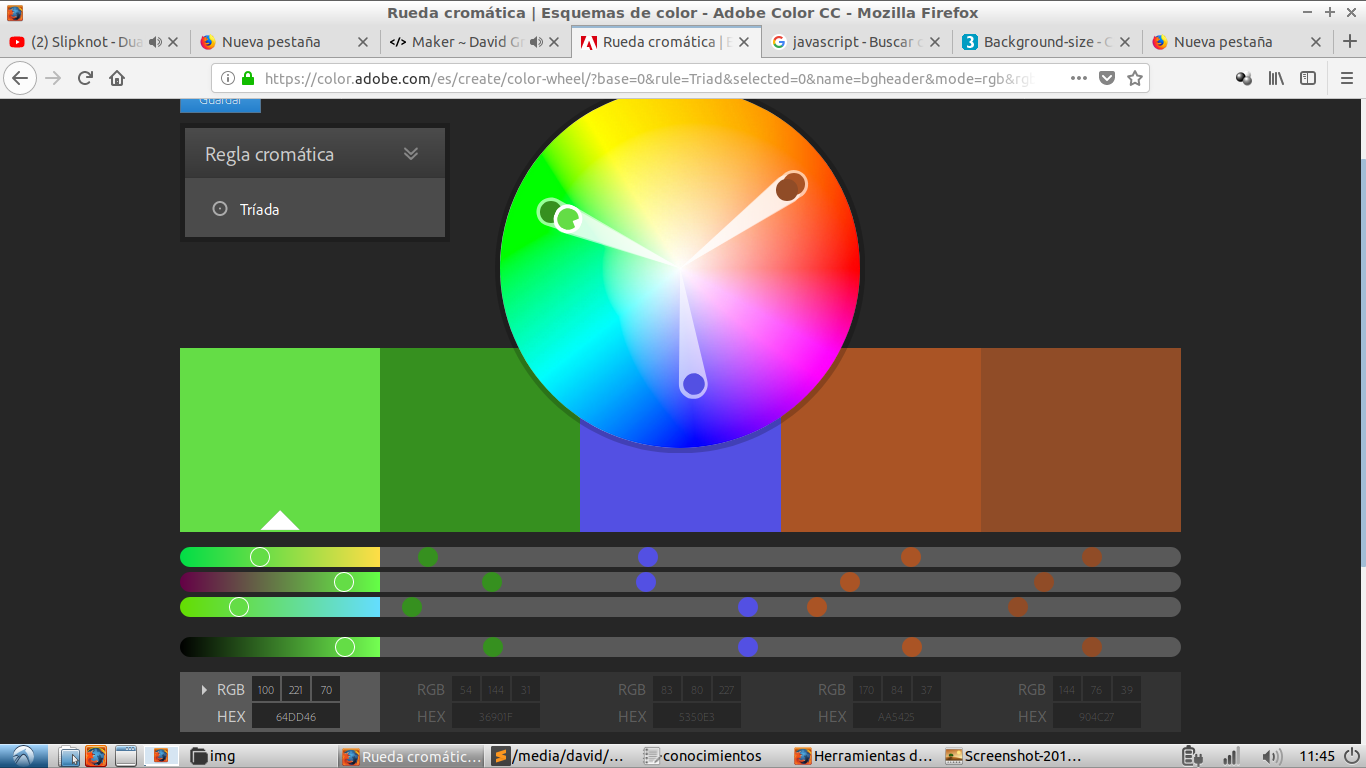 Rueda cromática | Esquemas de color - Adobe Color CC - Mozilla Firefox
(2) Slipknot - Dua
Nueva pestaña
Maker ~ David Gr
Rueda cromática | E
javascript - Buscar c
Background-size - C
Nueva pestaña
https://color.adobe.com/es/create/color-wheel/?base=0&rule=Triad&selected=0&name=bgheader&mode=rgb&rg
Guardar
Regla cromática
Tríada
RGB 100 221 70
HEX 64DD46
RGB 54 144 31
HEX 36901F
RGB 83 80 227
HEX 5350E3
RGB 170 84 37
HEX AA5425
RGB 144 76 39
HEX 904C27
img
Rueda cromátic...
/media/david/...
conocimientos
Herramientas d...
Screenshot-201...
11:45